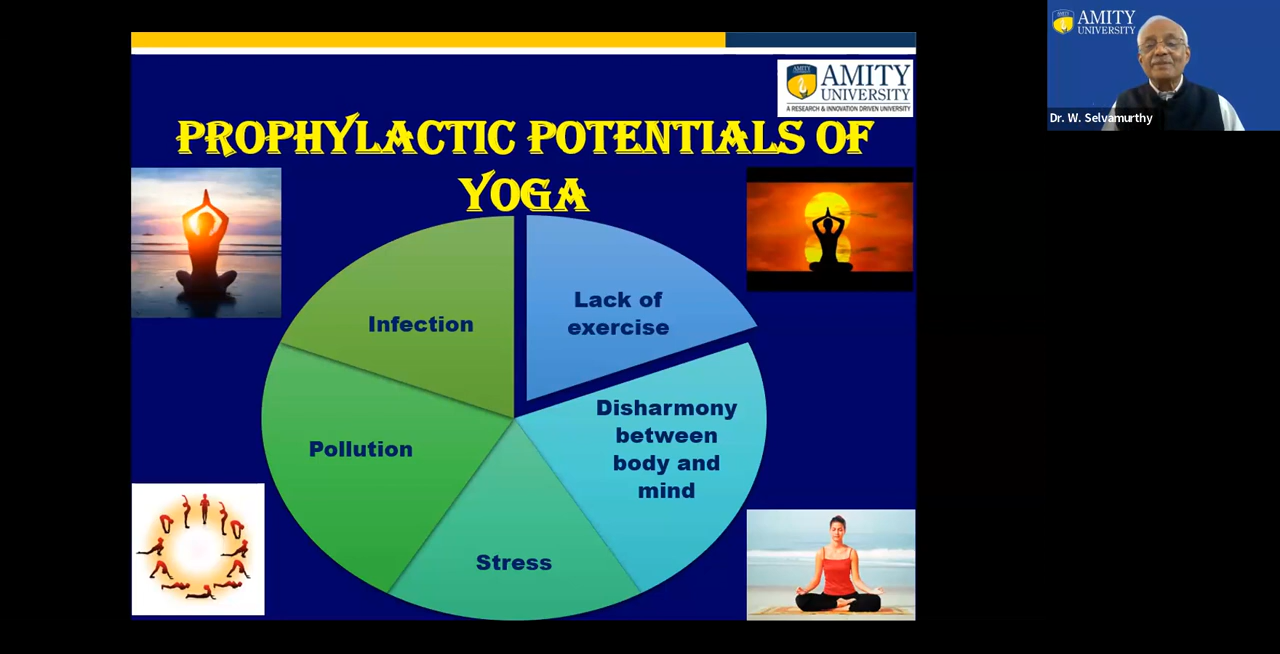 AMITY
UNIVERSITY
A RESEARCH & INNOVATION DRIVEN UNIVERSITY
PROPHYLACTIC POTENTIALS OF
YOGA
Infection
Lack of
exercise
Pollution
Disharmony
between
body and
mind
Stress
AMITY
UNIVERSITY
Dr. W. Selvamurthy